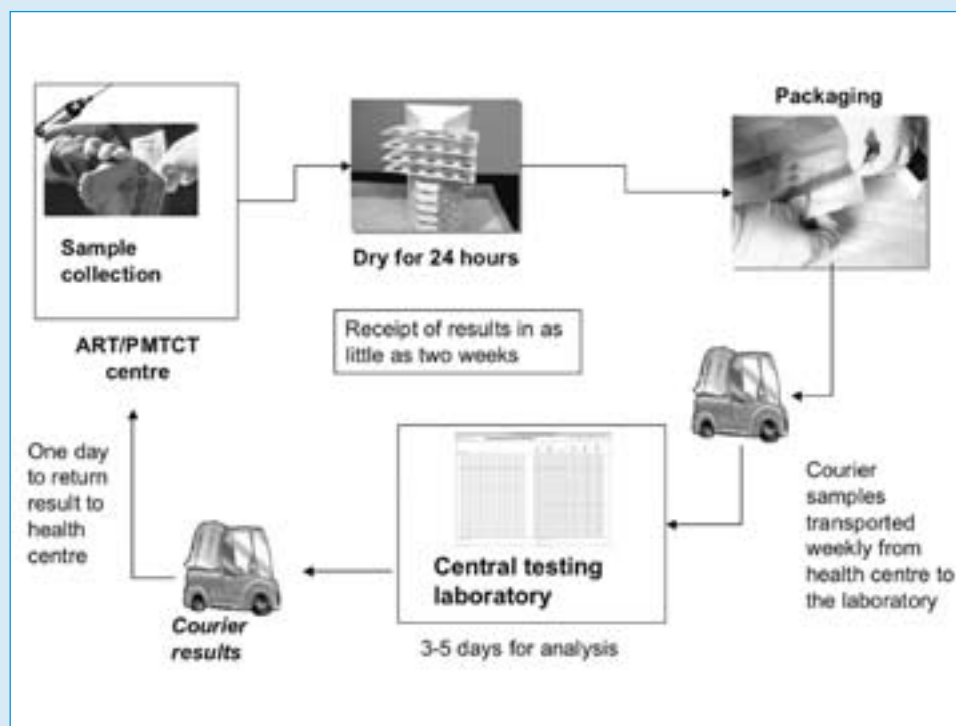 Sample
collection
ART/PMTCT
centre
Dry for 24 hours
Packaging
Receipt of results in as
little as two weeks
Courier
samples
transported
weekly from
health centre to
the laboratory
Central testing
laboratory
3-5 days for analysis
Courier
results
One day
to return
result to
health
centre